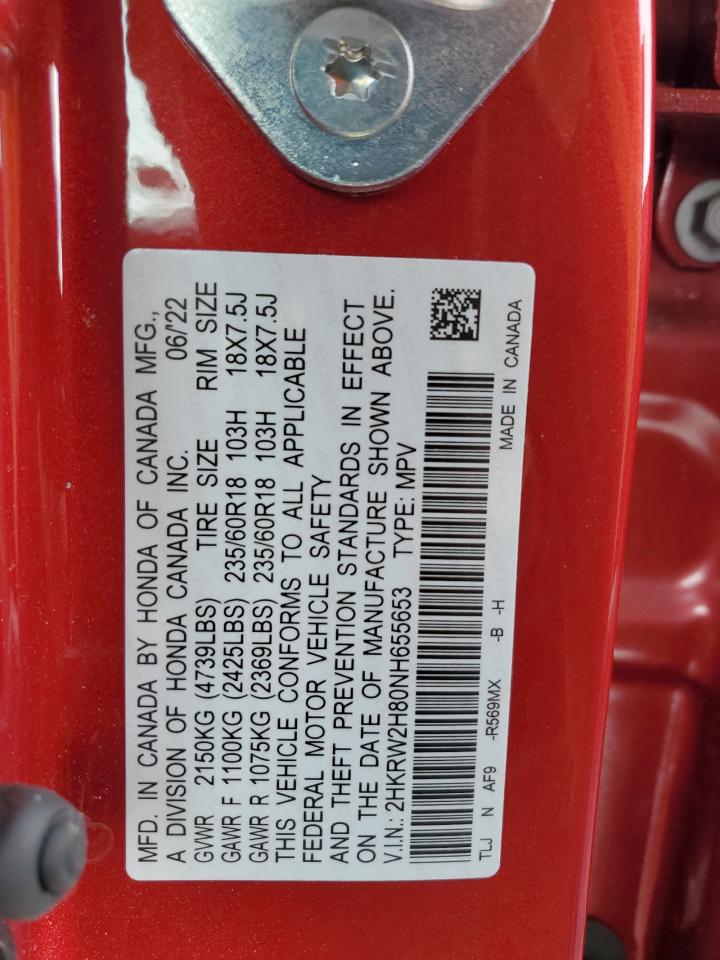 MFD. IN CANADA BY HONDA OF CANADA MFG.,
A DIVISION OF HONDA CANADA INC. 06/'22
GVWR 2150KG (4739LBS) TIRE SIZE RIM SIZE
GAWR F 1100KG (2425LBS) 235/60R18 103H 18X7.5J
GAWR R 1075KG (2369LBS) 235/60R18 103H 18X7.5J
THIS VEHICLE CONFORMS TO ALL APPLICABLE
FEDERAL MOTOR VEHICLE SAFETY
AND THEFT PREVENTION STANDARDS IN EFFECT
ON THE DATE OF MANUFACTURE SHOWN ABOVE.
V.I.N.: 2HKRW2H80NH655653 TYPE: MPV
TLJ N AF9 -R569MX -B -H MADE IN CANADA